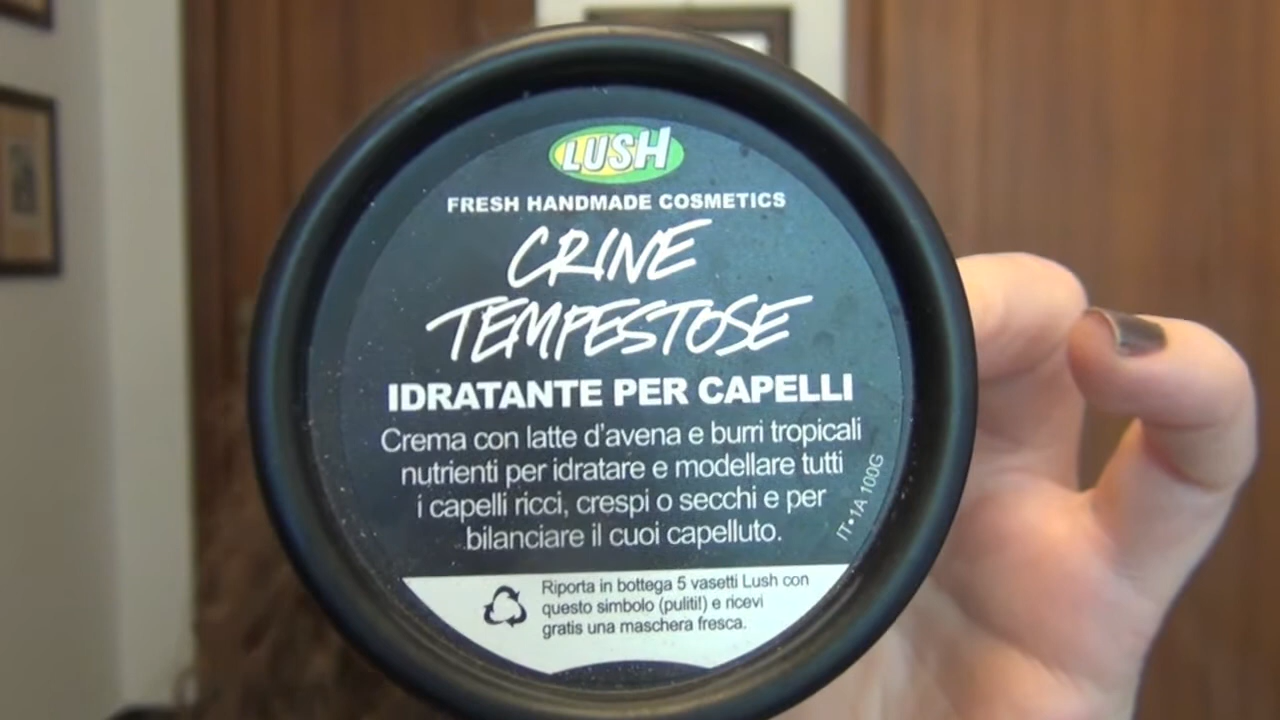 LUSH
FRESH HANDMADE COSMETICS
CRINE
TEMPESTOSE
IDRATANTE PER CAPELLI
Crema con latte d'avena e burri tropicali
nutrienti per idratare e modellare tutti
i capelli ricci, crespi o secchi e per
bilanciare il cuoi capelluto.
IT•1A 100G
Riporta in bottega 5 vasetti Lush con
questo simbolo (puliti!) e ricevi
gratis una maschera fresca.